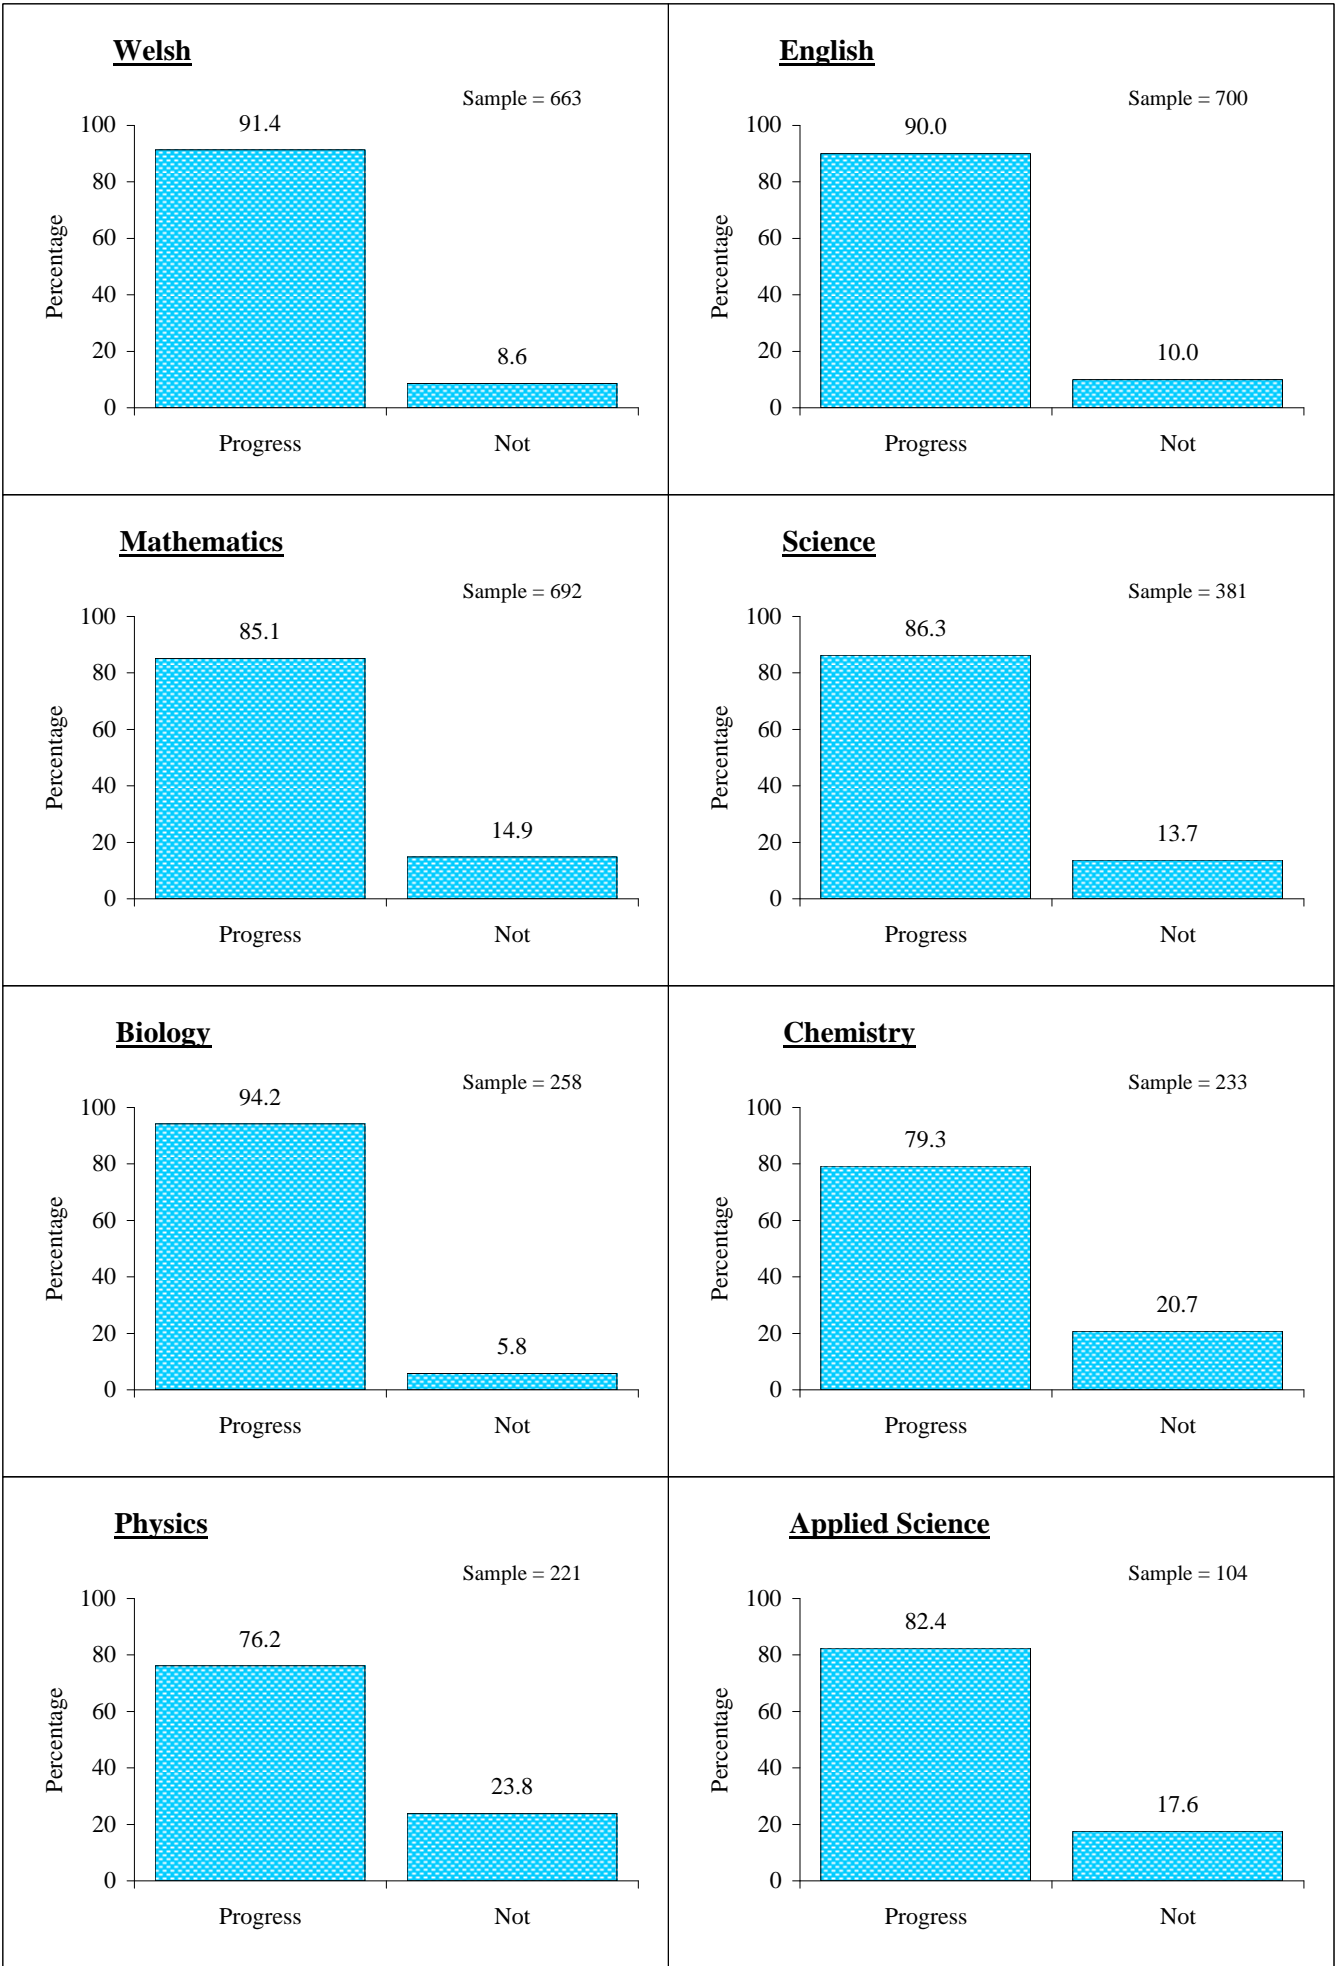 Welsh
Sample = 663
100
80
60
40
20
0
Percentage
91.4
8.6
Progress Not
English
Sample = 700
100
80
60
40
20
0
Percentage
90.0
10.0
Progress Not
Mathematics
Sample = 692
100
80
60
40
20
0
Percentage
85.1
14.9
Progress Not
Science
Sample = 381
100
80
60
40
20
0
Percentage
86.3
13.7
Progress Not
Biology
Sample = 258
100
80
60
40
20
0
Percentage
94.2
5.8
Progress Not
Chemistry
Sample = 233
100
80
60
40
20
0
Percentage
79.3
20.7
Progress Not
Physics
Sample = 221
100
80
60
40
20
0
Percentage
76.2
23.8
Progress Not
Applied Science
Sample = 104
100
80
60
40
20
0
Percentage
82.4
17.6
Progress Not